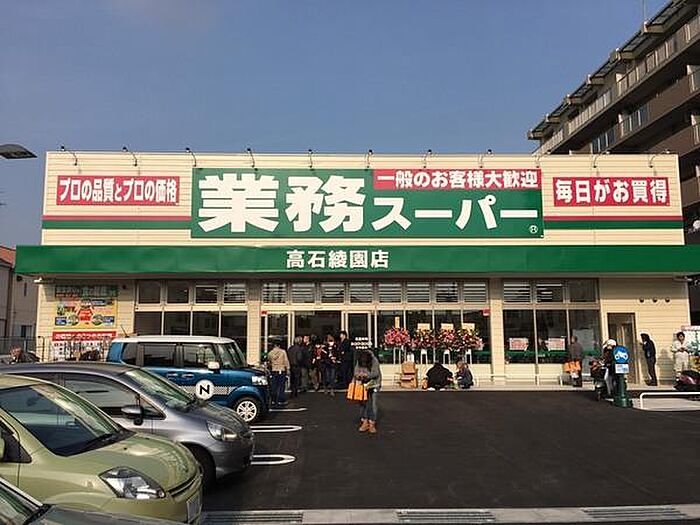 プロの品質とプロの価格
業務スーパー
®
一般のお客様大歓迎
毎日がお買得
高石綾園店
N